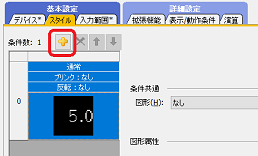 基本設定
詳細設定
デバイス* スタイル 入力範囲* 拡張機能 表示/動作条件 演算
条件数: 1
通常
ブリンク：なし
反転：なし
0
5.0
条件共通
図形(H): なし
図形属性